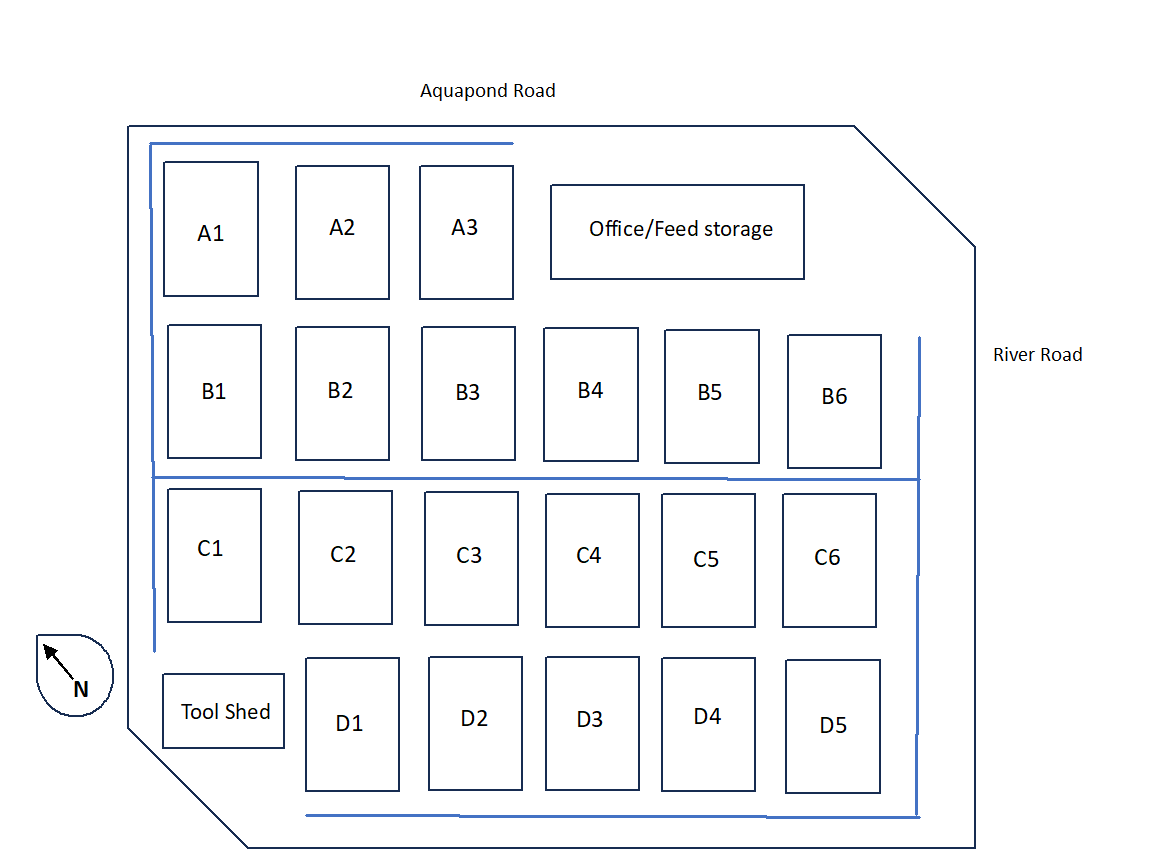 Aquapond Road
A1
A2
A3
Office/Feed storage
River Road
B1
B2
B3
B4
B5
B6
C1
C2
C3
C4
C5
C6
N
Tool Shed
D1
D2
D3
D4
D5